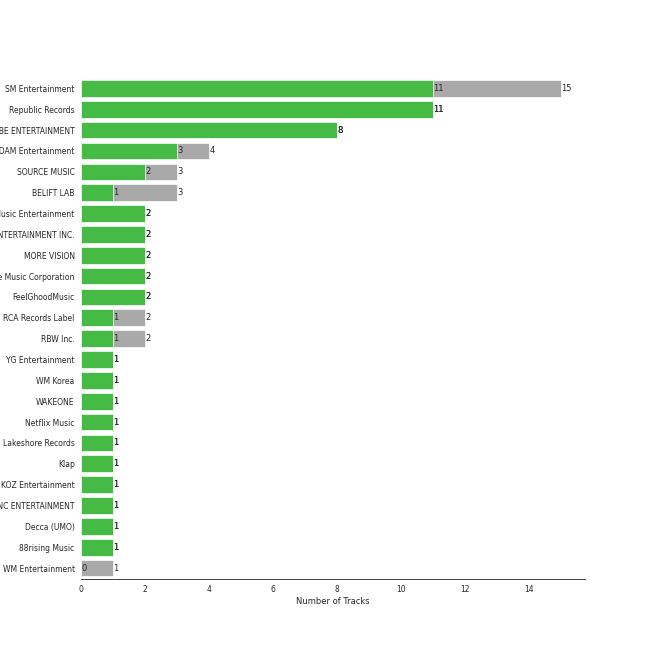 SM Entertainment 11 15
Republic Records 11
BE ENTERTAINMENT 8
DAM Entertainment 3 4
SOURCE MUSIC 2 3
BELIFT LAB 1 3
usic Entertainment 2
NTERTAINMENT INC. 2
MORE VISION 2
e Music Corporation 2
FeelGhoodMusic 2
RCA Records Label 1 2
RBW Inc. 1 2
YG Entertainment 1
WM Korea 1
WAKEONE 1
Netflix Music 1
Lakeshore Records 1
Klap 1
KOZ Entertainment 1
NC ENTERTAINMENT 1
Decca (UMO) 1
88rising Music 1
WM Entertainment 0 1
0 2 4 6 8 10 12 14
Number of Tracks